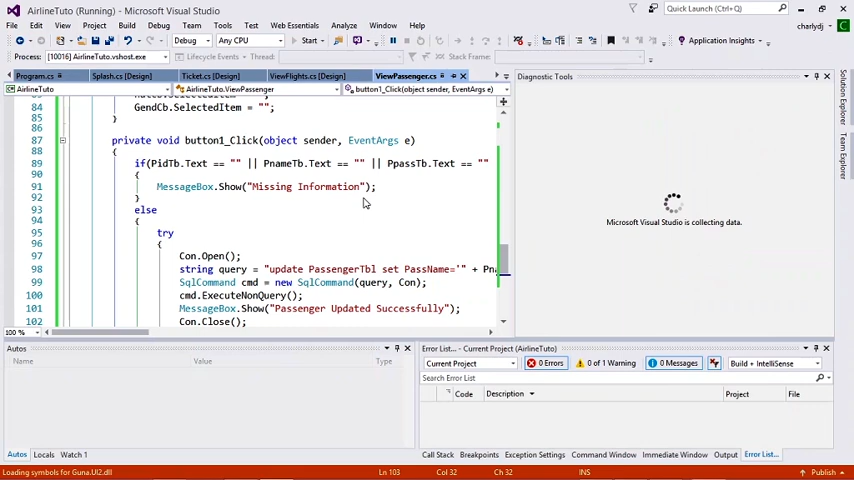 AirlineTuto (Running) - Microsoft Visual Studio
Quick Launch (Ctrl+Q)
File Edit View Project Build Debug Team Tools Test Web Essentials Analyze Window Help
charlydj
Debug Any CPU Start Application Insights
Process: [10016] AirlineTuto.vshost.exe Lifecycle Events Thread: Stack Frame:
Program.cs Splash.cs [Design] Ticket.cs [Design] ViewFlights.cs [Design] ViewPassenger.cs
AirlineTuto AirlineTuto.ViewPassenger button1_Click(object sender, EventArgs e)
84 GendCb.SelectedItem = "";
85 }
86
87 private void button1_Click(object sender, EventArgs e)
88 {
89 if(PidTb.Text == "" || PnameTb.Text == "" || PpassTb.Text == ""
90 {
91 MessageBox.Show("Missing Information");
92 }
93 else
94 {
95 try
96 {
97 Con.Open();
98 string query = "update PassengerTbl set PassName='" + Pna
99 SqlCommand cmd = new SqlCommand(query, Con);
100 cmd.ExecuteNonQuery();
101 MessageBox.Show("Passenger Updated Successfully");
102 Con.Close();
100 %
Diagnostic Tools
Microsoft Visual Studio is collecting data.
Solution Explorer
Team Explorer
Autos
Name Value Type
Autos Locals Watch 1
Error List... - Current Project (AirlineTuto)
Current Project 0 Errors 0 of 1 Warning 0 Messages Build + IntelliSense
Search Error List
Code Description Project File
Call Stack Breakpoints Exception Settings Command Window Immediate Window Output Error List...
Loading symbols for Guna.UI2.dll Ln 103 Col 32 Ch 32 INS Publish